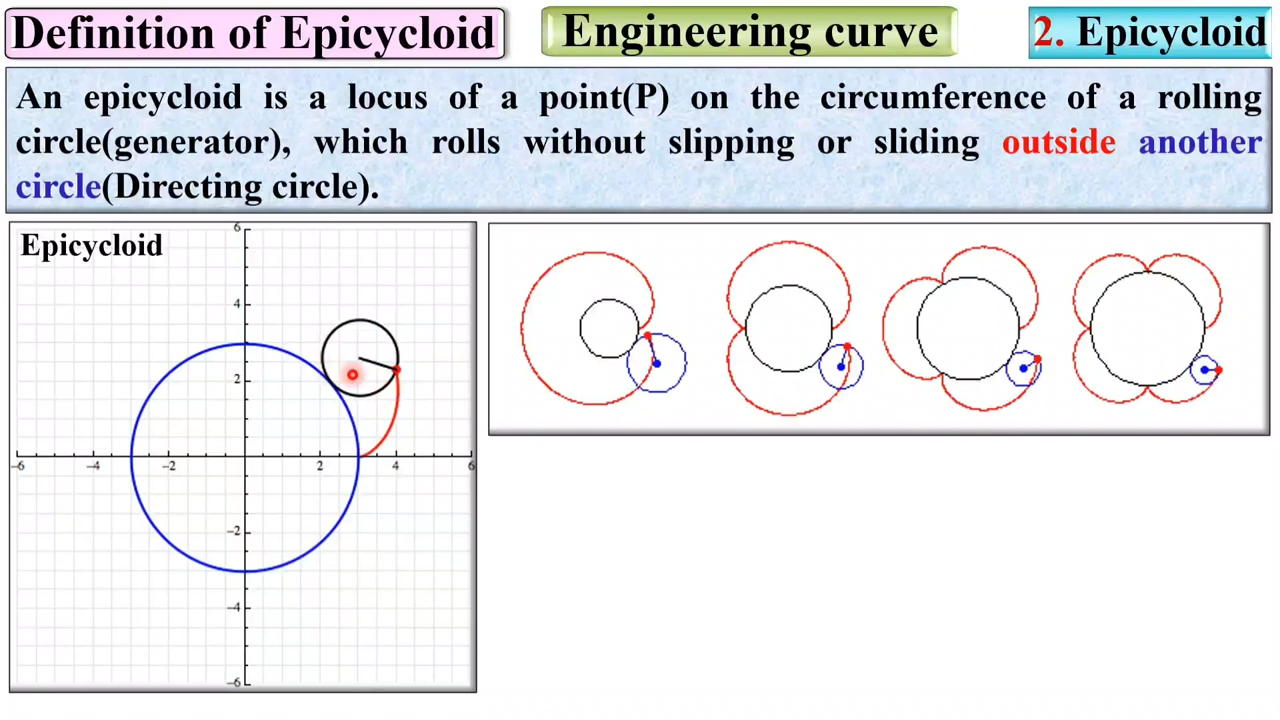 Definition of Epicycloid
Engineering curve
2. Epicycloid
An epicycloid is a locus of a point(P) on the circumference of a rolling
circle(generator), which rolls without slipping or sliding outside another
circle(Directing circle).
Epicycloid
6
4
2
-6 -4 -2 2 4 6
-2
-4
-6